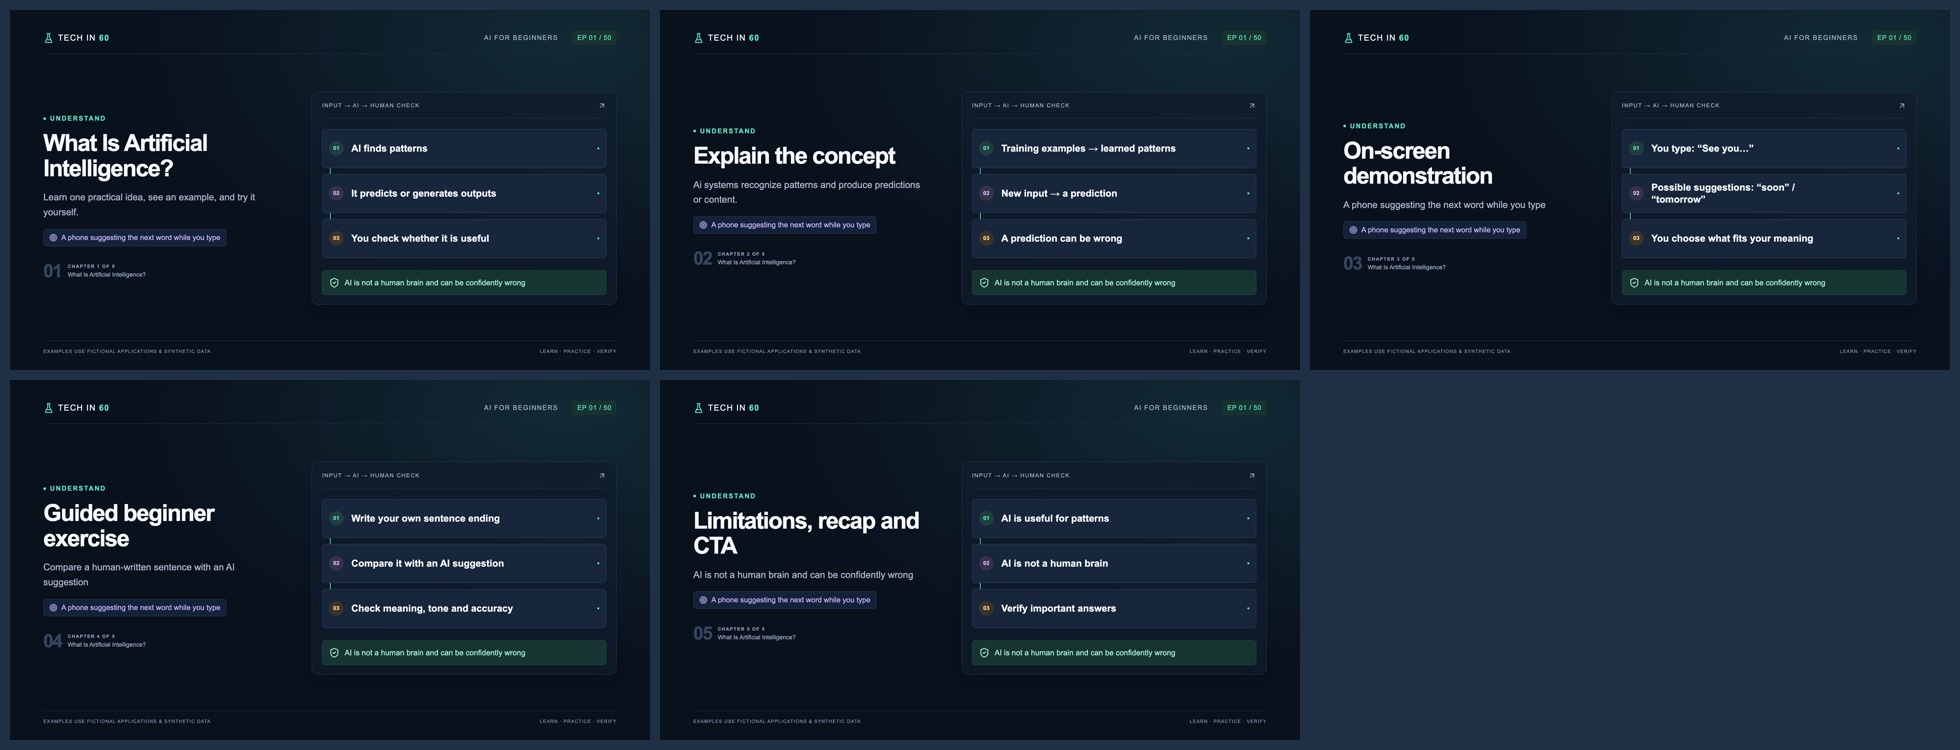 TECH IN 60
AI FOR BEGINNERS
EP 01 / 50
UNDERSTAND
What Is Artificial
Intelligence?
Learn one practical idea, see an example, and try it
yourself.
A phone suggesting the next word while you type
01
CHAPTER 1 OF 5
What Is Artificial Intelligence?
INPUT → AI → HUMAN CHECK
01 AI finds patterns
02 It predicts or generates outputs
03 You check whether it is useful
AI is not a human brain and can be confidently wrong
EXAMPLES USE FICTIONAL APPLICATIONS & SYNTHETIC DATA
LEARN · PRACTICE · VERIFY
TECH IN 60
AI FOR BEGINNERS
EP 01 / 50
UNDERSTAND
Explain the concept
Ai systems recognize patterns and produce predictions
or content.
A phone suggesting the next word while you type
02
CHAPTER 2 OF 5
What Is Artificial Intelligence?
INPUT → AI → HUMAN CHECK
01 Training examples → learned patterns
02 New input → a prediction
03 A prediction can be wrong
AI is not a human brain and can be confidently wrong
EXAMPLES USE FICTIONAL APPLICATIONS & SYNTHETIC DATA
LEARN · PRACTICE · VERIFY
TECH IN 60
AI FOR BEGINNERS
EP 01 / 50
UNDERSTAND
On-screen
demonstration
A phone suggesting the next word while you type
A phone suggesting the next word while you type
03
CHAPTER 3 OF 5
What Is Artificial Intelligence?
INPUT → AI → HUMAN CHECK
01 You type: “See you…”
02 Possible suggestions: “soon” /
“tomorrow”
03 You choose what fits your meaning
AI is not a human brain and can be confidently wrong
EXAMPLES USE FICTIONAL APPLICATIONS & SYNTHETIC DATA
LEARN · PRACTICE · VERIFY
TECH IN 60
AI FOR BEGINNERS
EP 01 / 50
UNDERSTAND
Guided beginner
exercise
Compare a human-written sentence with an AI
suggestion
A phone suggesting the next word while you type
04
CHAPTER 4 OF 5
What Is Artificial Intelligence?
INPUT → AI → HUMAN CHECK
01 Write your own sentence ending
02 Compare it with an AI suggestion
03 Check meaning, tone and accuracy
AI is not a human brain and can be confidently wrong
EXAMPLES USE FICTIONAL APPLICATIONS & SYNTHETIC DATA
LEARN · PRACTICE · VERIFY
TECH IN 60
AI FOR BEGINNERS
EP 01 / 50
UNDERSTAND
Limitations, recap and
CTA
AI is not a human brain and can be confidently wrong
A phone suggesting the next word while you type
05
CHAPTER 5 OF 5
What Is Artificial Intelligence?
INPUT → AI → HUMAN CHECK
01 AI is useful for patterns
02 AI is not a human brain
03 Verify important answers
AI is not a human brain and can be confidently wrong
EXAMPLES USE FICTIONAL APPLICATIONS & SYNTHETIC DATA
LEARN · PRACTICE · VERIFY